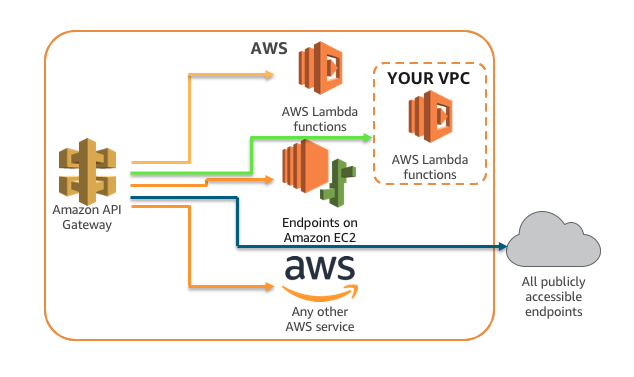 AWS
YOUR VPC
AWS Lambda
functions
AWS Lambda
functions
Amazon API
Gateway
Endpoints on
Amazon EC2
aws
Any other
AWS service
All publicly
accessible
endpoints